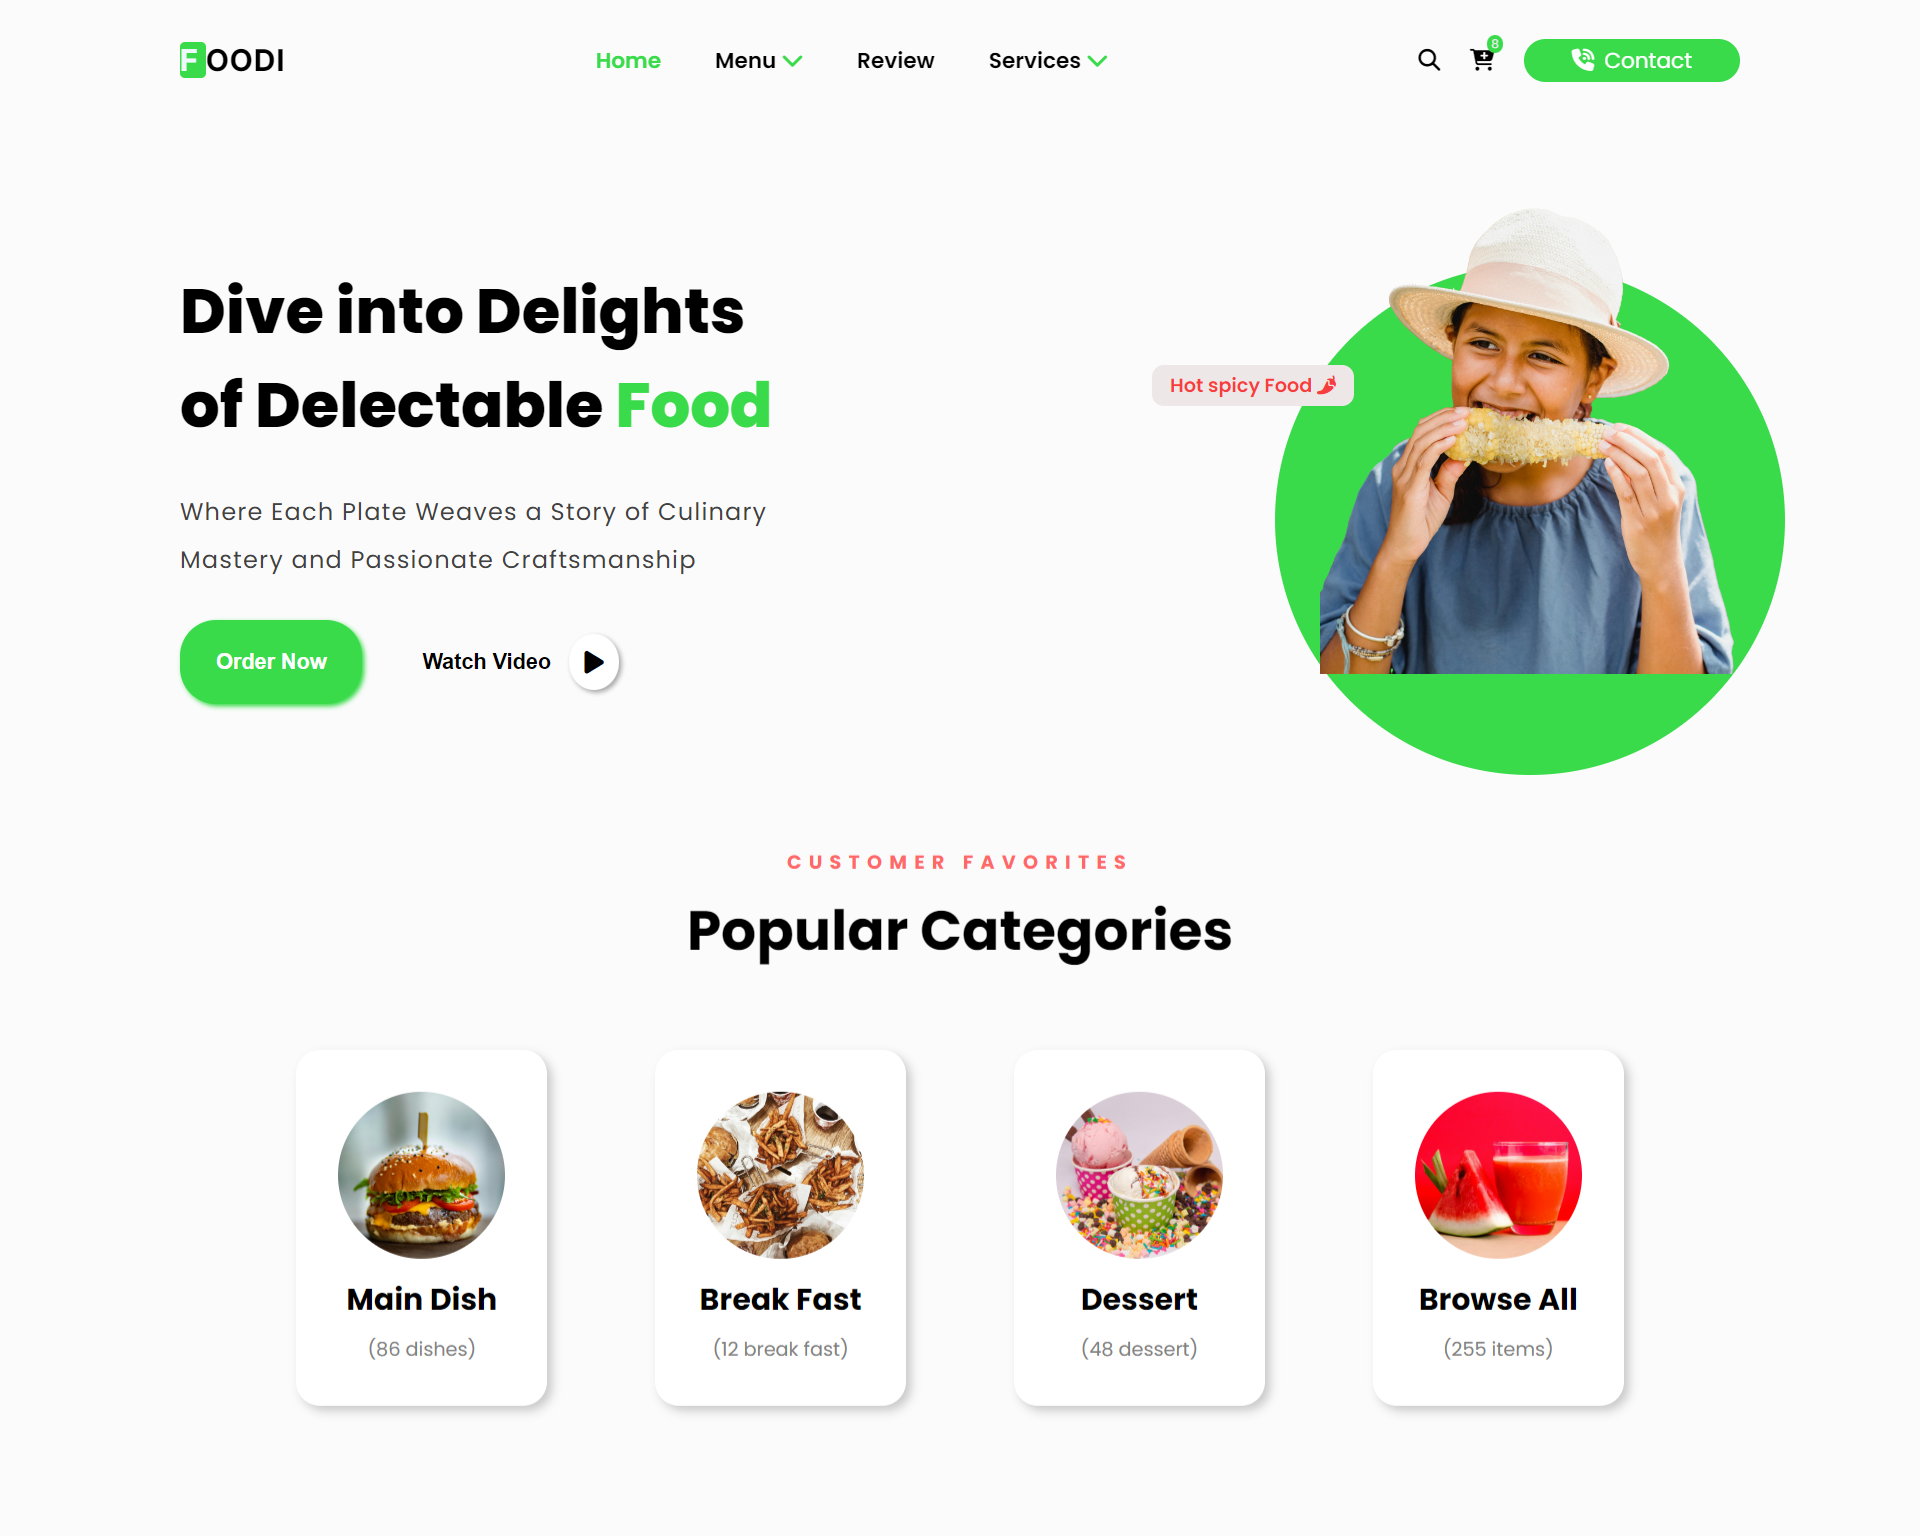 FOODI
Home
Menu
Review
Services
8
Contact
Dive into Delights
of Delectable Food
Where Each Plate Weaves a Story of Culinary
Mastery and Passionate Craftsmanship
Order Now
Watch Video
Hot spicy Food
CUSTOMER FAVORITES
Popular Categories
Main Dish
(86 dishes)
Break Fast
(12 break fast)
Dessert
(48 dessert)
Browse All
(255 items)